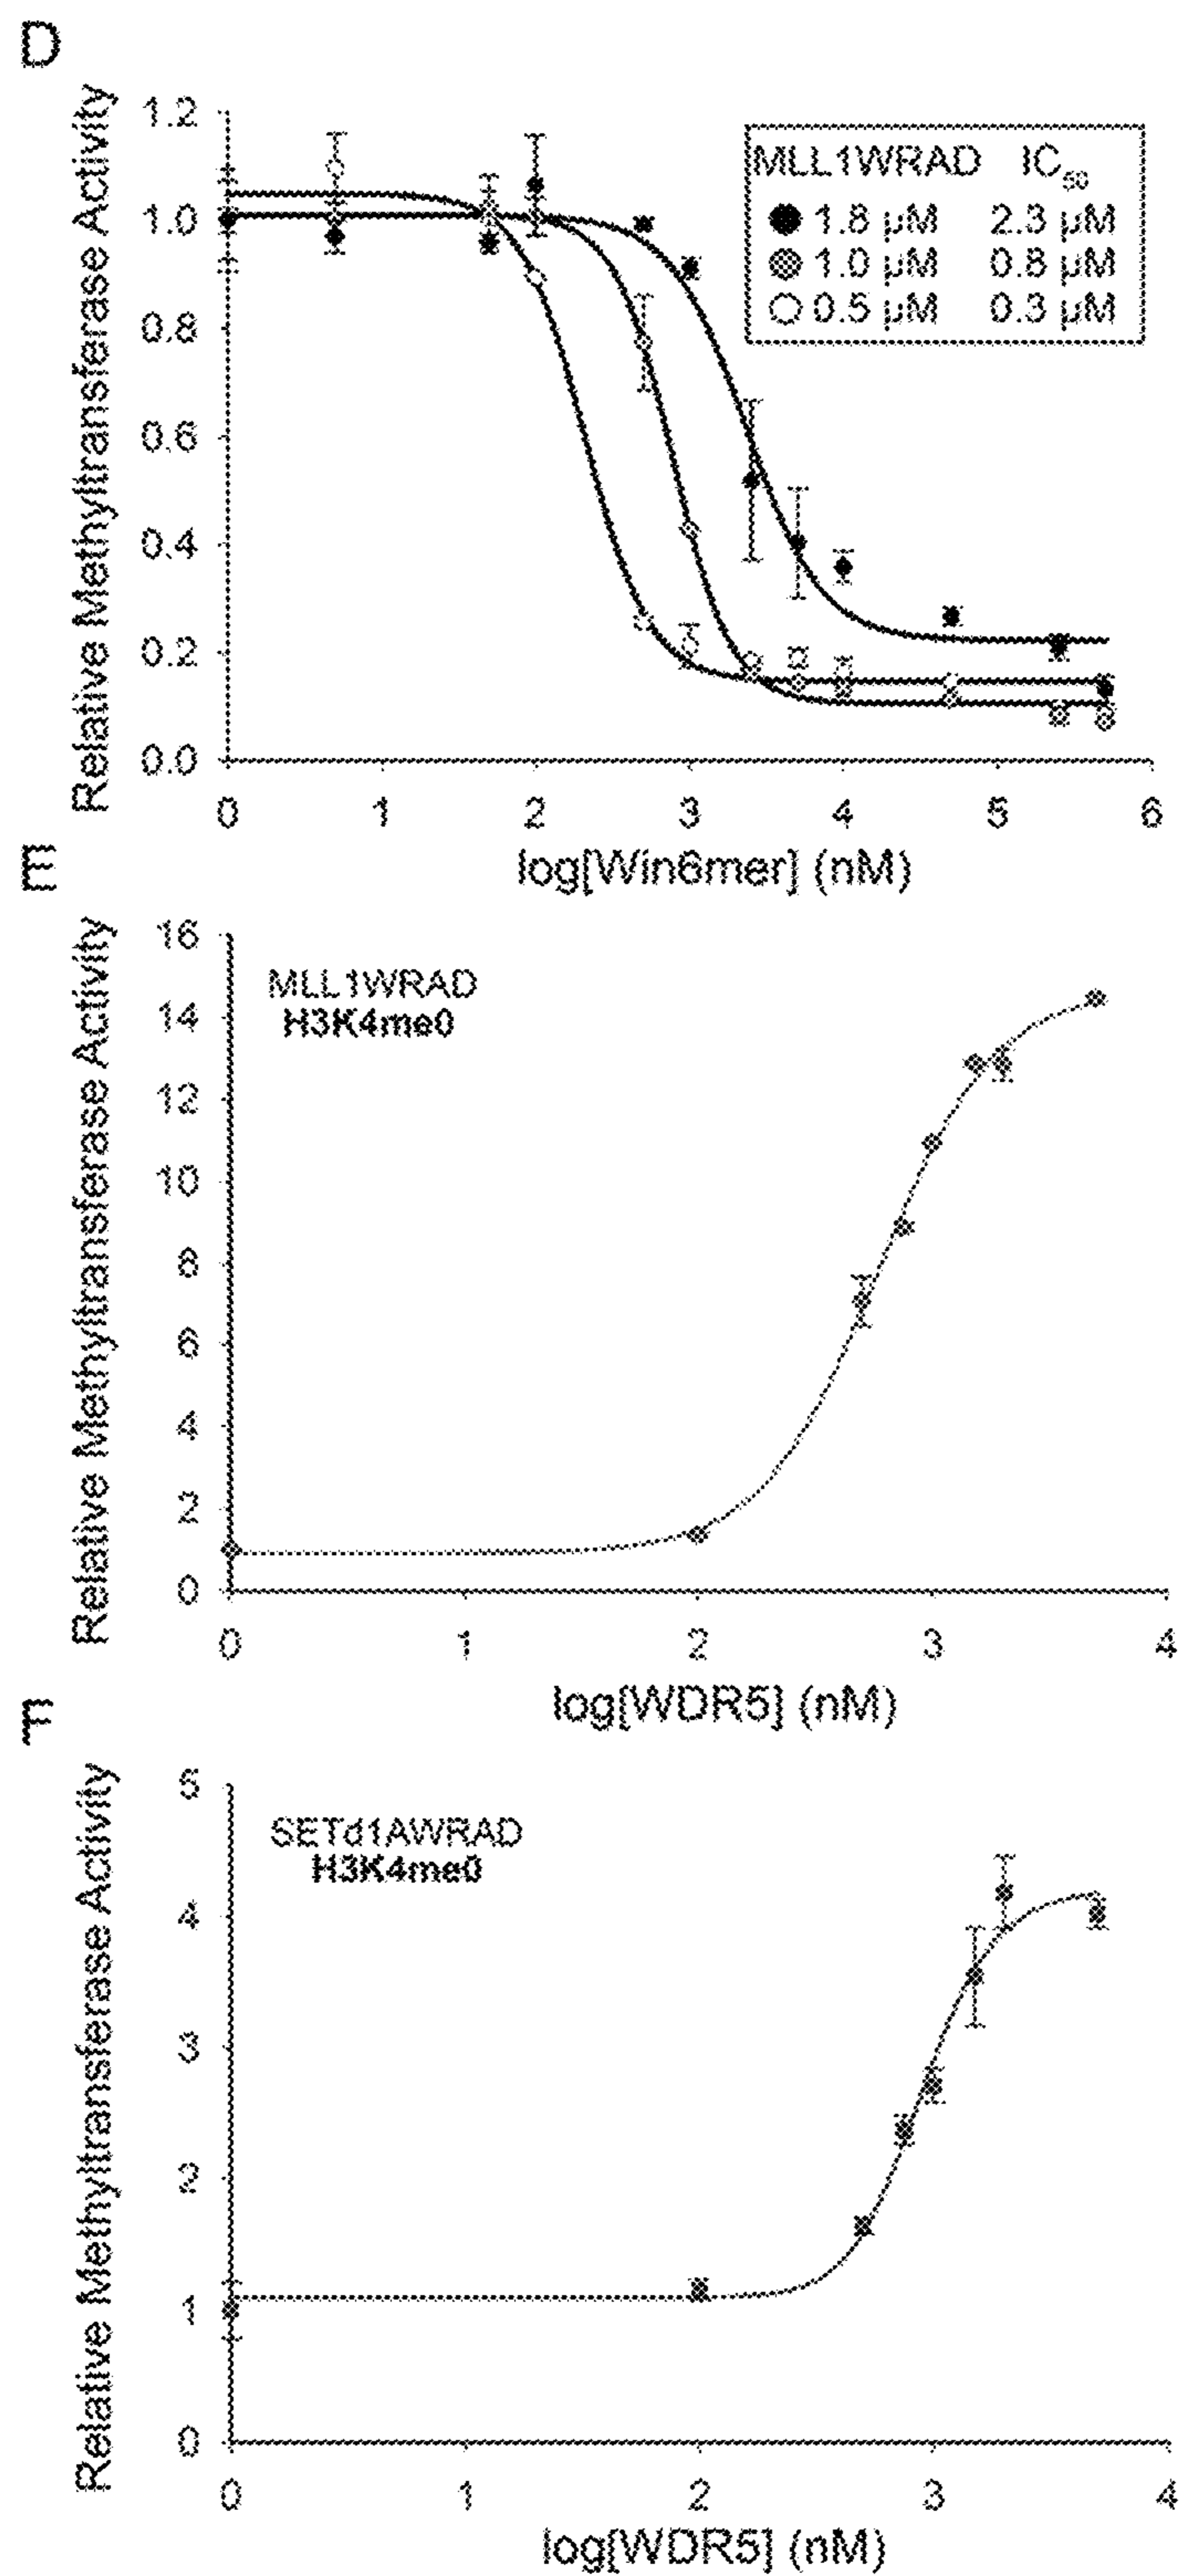 D
Relative Methyltransferase Activity
1.2
1.0
0.8
0.6
0.4
0.2
0.0
MLL1WRAD IC50
1.8 µM 2.3 µM
1.0 µM 0.8 µM
0.5 µM 0.3 µM
0 1 2 3 4 5 6
log[Win6mer] (nM)
E
Relative Methyltransferase Activity
16
14
12
10
8
6
4
2
0
MLL1WRAD
H3K4me0
0 1 2 3 4
log[WDR5] (nM)
F
Relative Methyltransferase Activity
5
4
3
2
1
0
SETd1AWRAD
H3K4me0
0 1 2 3 4
log[WDR5] (nM)